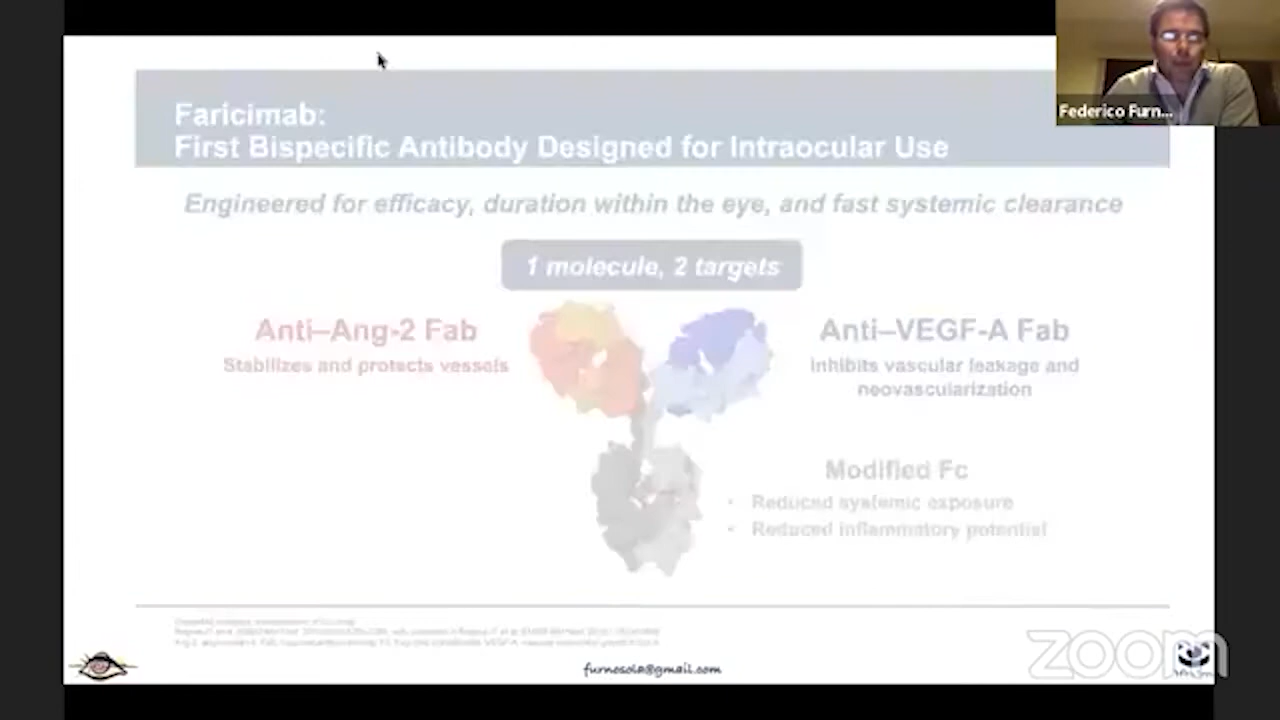 Federico Furn...
Faricimab:
First Bispecific Antibody Designed for Intraocular Use
Engineered for efficacy, duration within the eye, and fast systemic clearance
1 molecule, 2 targets
Anti–Ang-2 Fab
Stabilizes and protects vessels
Anti–VEGF-A Fab
Inhibits vascular leakage and
neovascularization
Modified Fc
• Reduced systemic exposure
• Reduced inflammatory potential
furnosola@gmail.com
zoom